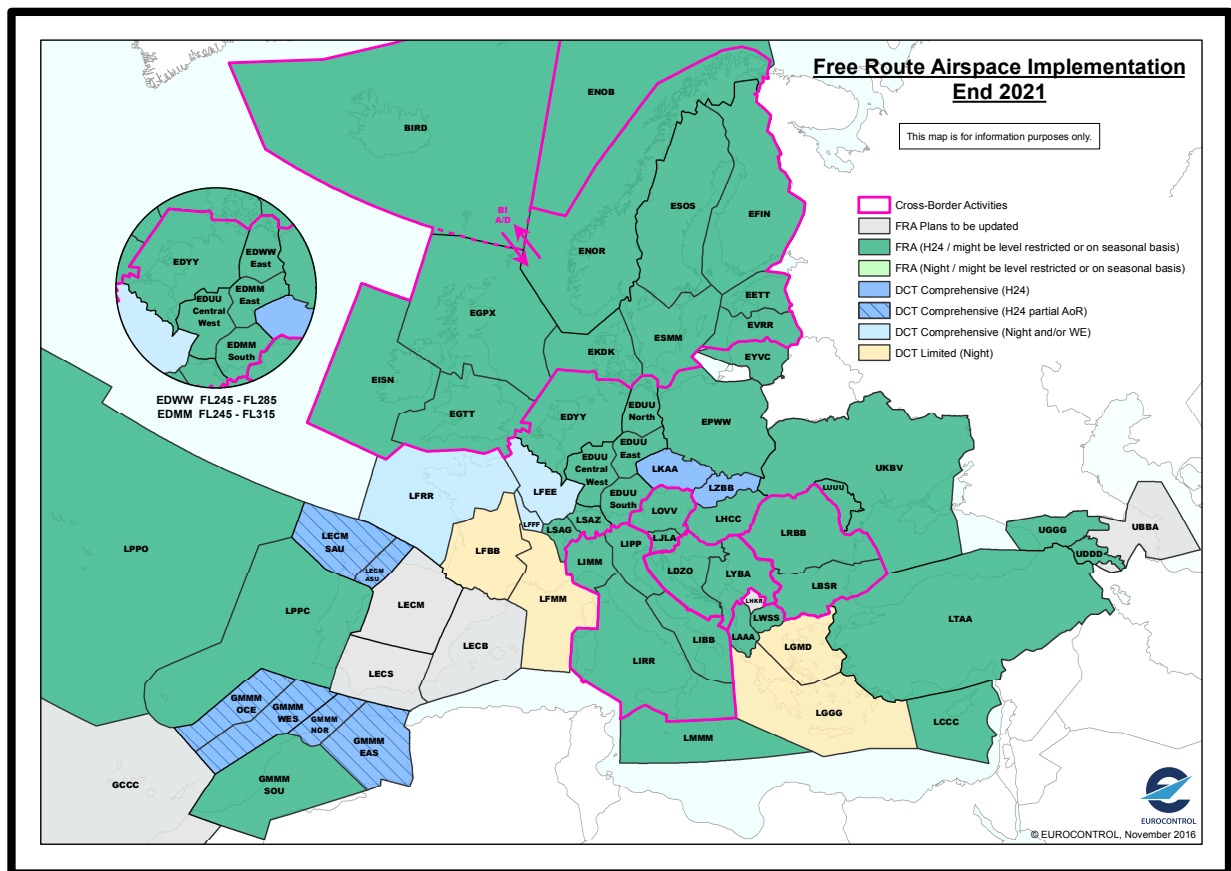 Free Route Airspace Implementation
End 2021
This map is for information purposes only.
Cross-Border Activities
FRA Plans to be updated
FRA (H24 / might be level restricted or on seasonal basis)
FRA (Night / might be level restricted or on seasonal basis)
DCT Comprehensive (H24)
DCT Comprehensive (H24 partial AoR)
DCT Comprehensive (Night and/or WE)
DCT Limited (Night)
ENOB
BIRD
BI
A/D
ESOS
EFIN
ENOR
EDYY
EDWW
East
EDMM
East
EDUU
Central
West
EDMM
South
EDWW FL245 - FL285
EDMM FL245 - FL315
EGPX
EETT
EVRR
ESMM
EKDK
EYVC
EISN
EGTT
EDYY
EDUU
North
EPWW
EDUU
East
EDUU
Central
West
LKAA
UKBV
LFRR
LFEE
LZBB
LUUU
EDUU
South
LOVV
LFFF
LSAG
LSAZ
LHCC
LRBB
UGGG
UBBA
UDDD
LPPO
LECM
SAU
LECM
ASU
LFBB
LIPP
LJLA
LIMM
LDZO
LYBA
LBSR
LPPC
LECM
LFMM
LHKR
LWSS
LTAA
LECB
LIBB
LAAA
LGMD
LECS
LIRR
GMMM
OCE
GMMM
WES
GMMM
NOR
GMMM
EAS
LGGG
LCCC
LMMM
GCCC
GMMM
SOU
EUROCONTROL
© EUROCONTROL, November 2016